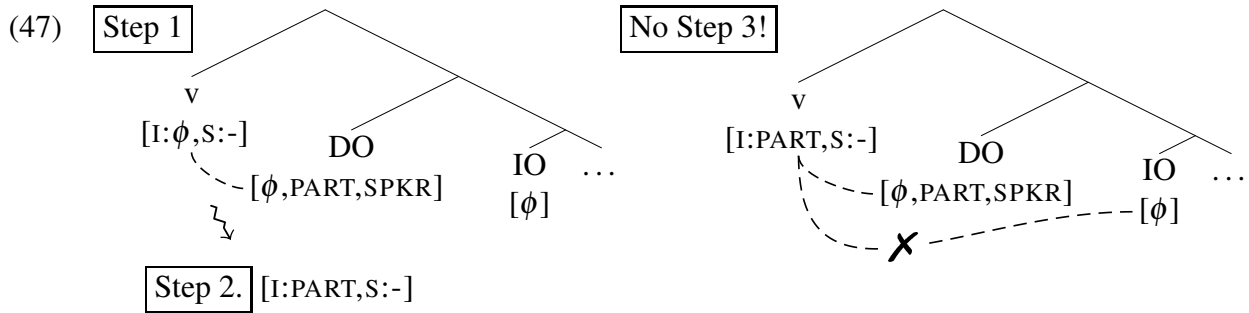 (47) Step 1 No Step 3!
v v
[I:ϕ,S:-] DO [I:PART,S:-] DO
IO … IO …
[ϕ,PART,SPKR] [ϕ] [ϕ,PART,SPKR] [ϕ]
✗
Step 2. [I:PART,S:-]